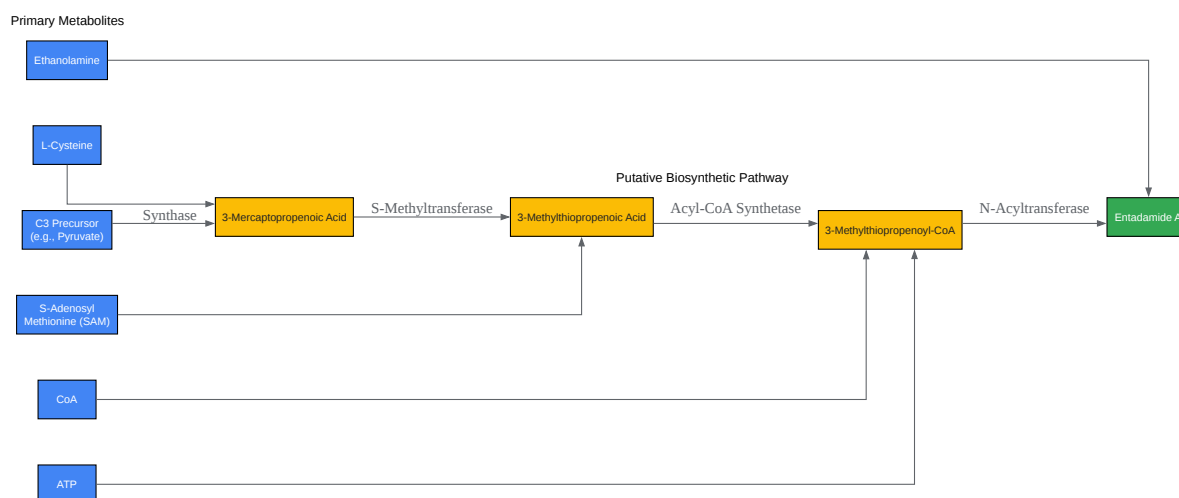 Primary Metabolites
Ethanolamine
L-Cysteine
Putative Biosynthetic Pathway
C3 Precursor
(e.g., Pyruvate)
Synthase
3-Mercaptopropenoic Acid
S-Methyltransferase
3-Methylthiopropenoic Acid
Acyl-CoA Synthetase
3-Methylthiopropenoyl-CoA
N-Acyltransferase
Entadamide A
S-Adenosyl
Methionine (SAM)
CoA
ATP